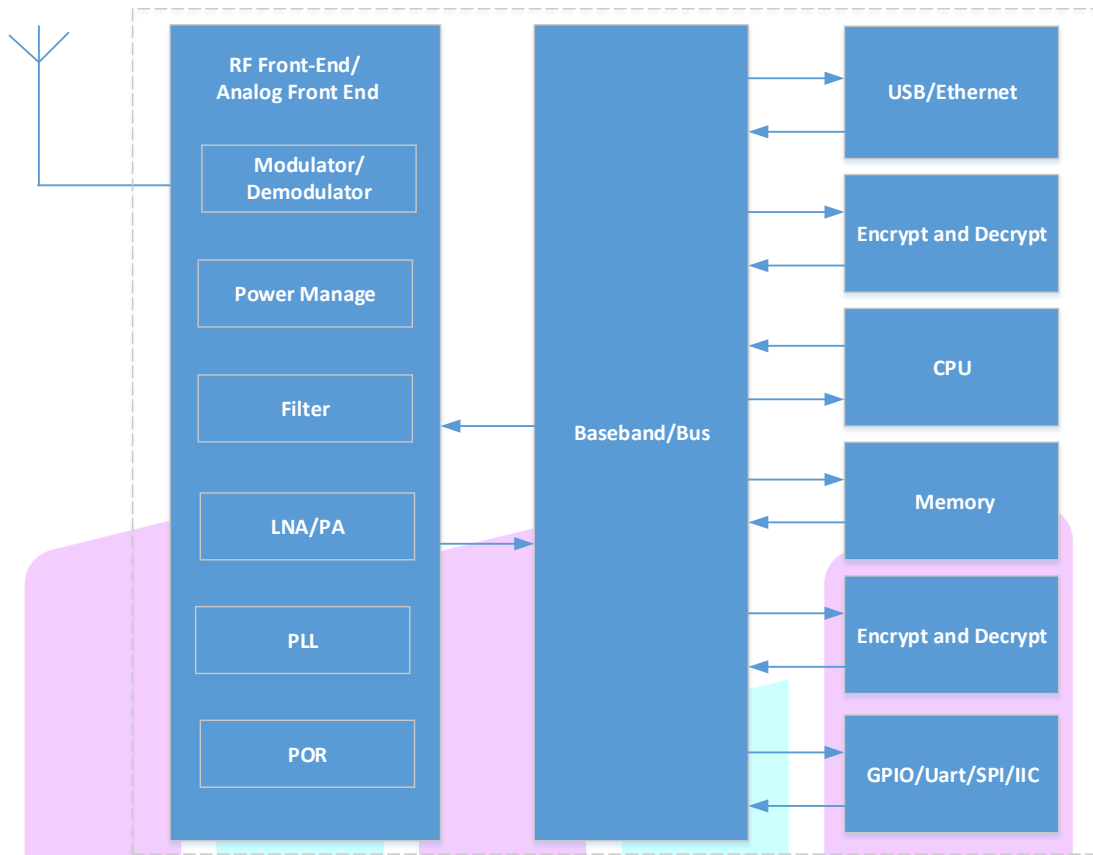 RF Front-End/
Analog Front End
Modulator/
Demodulator
Power Manage
Filter
LNA/PA
PLL
POR
Baseband/Bus
USB/Ethernet
Encrypt and Decrypt
CPU
Memory
Encrypt and Decrypt
GPIO/Uart/SPI/IIC